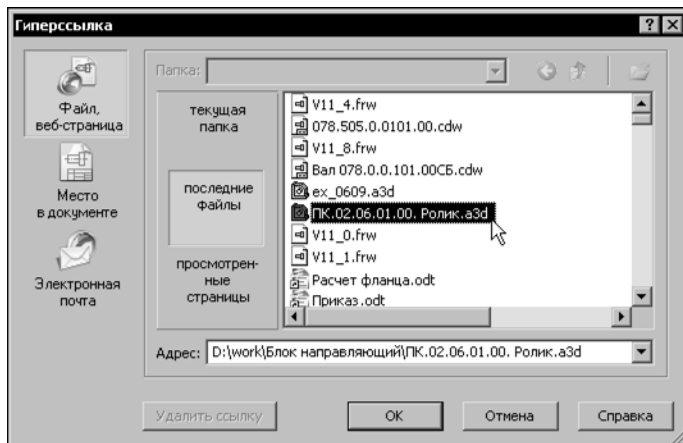 Гиперссылка
Файл,
веб-страница
Место
в документе
Электронная
почта
Папка:
текущая
папка
последние
файлы
просмотрен-
ные
страницы
V11_4.frw
078.505.0.0101.00.cdw
V11_8.frw
Вал 078.0.0.101.00СБ.cdw
ex_0609.a3d
ПК.02.06.01.00. Ролик.a3d
V11_0.frw
V11_1.frw
Расчет фланца.odt
Приказ.odt
Адрес: D:\work\Блок направляющий\ПК.02.06.01.00. Ролик.a3d
Удалить ссылку
OK
Отмена
Справка